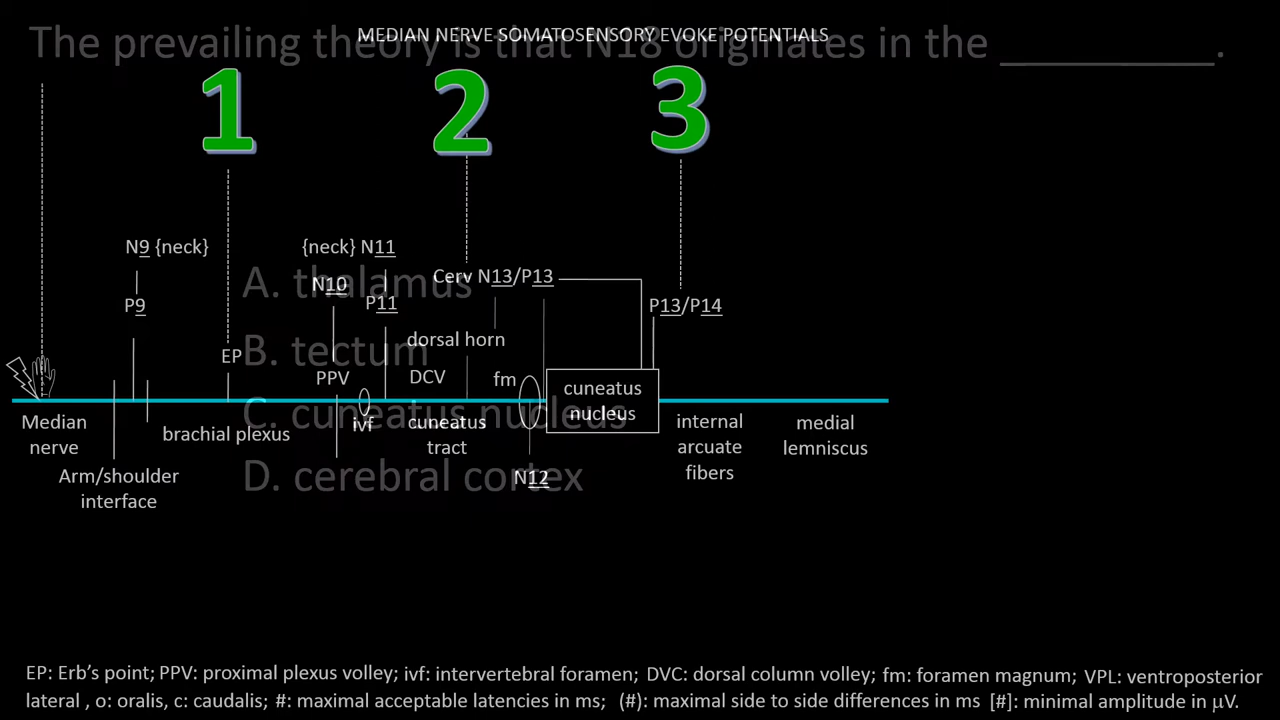 MEDIAN NERVE SOMATOSENSORY EVOKE POTENTIALS
The prevailing theory is that N18 originates in the __________.
1 2 3
N9 {neck} {neck} N11
A. thalamus
N10 Cerv N13/P13
P9 P11 P13/P14
dorsal horn
B. tectum
EP PPV DCV fm
cuneatus
nucleus
C. cuneatus nucleus
Median
nerve
brachial plexus
ivf
cuneatus
tract
internal
arcuate
fibers
medial
lemniscus
Arm/shoulder
interface
D. cerebral cortex
N12
EP: Erb's point; PPV: proximal plexus volley; ivf: intervertebral foramen; DVC: dorsal column volley; fm: foramen magnum; VPL: ventroposterior
lateral , o: oralis, c: caudalis; #: maximal acceptable latencies in ms; (#): maximal side to side differences in ms [#]: minimal amplitude in µV.